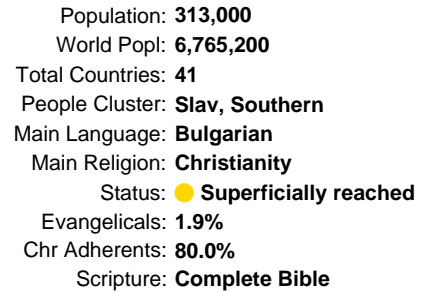 Population: 313,000
World Popl: 6,765,200
Total Countries: 41
People Cluster: Slav, Southern
Main Language: Bulgarian
Main Religion: Christianity
Status: Superficially reached
Evangelicals: 1.9%
Chr Adherents: 80.0%
Scripture: Complete Bible